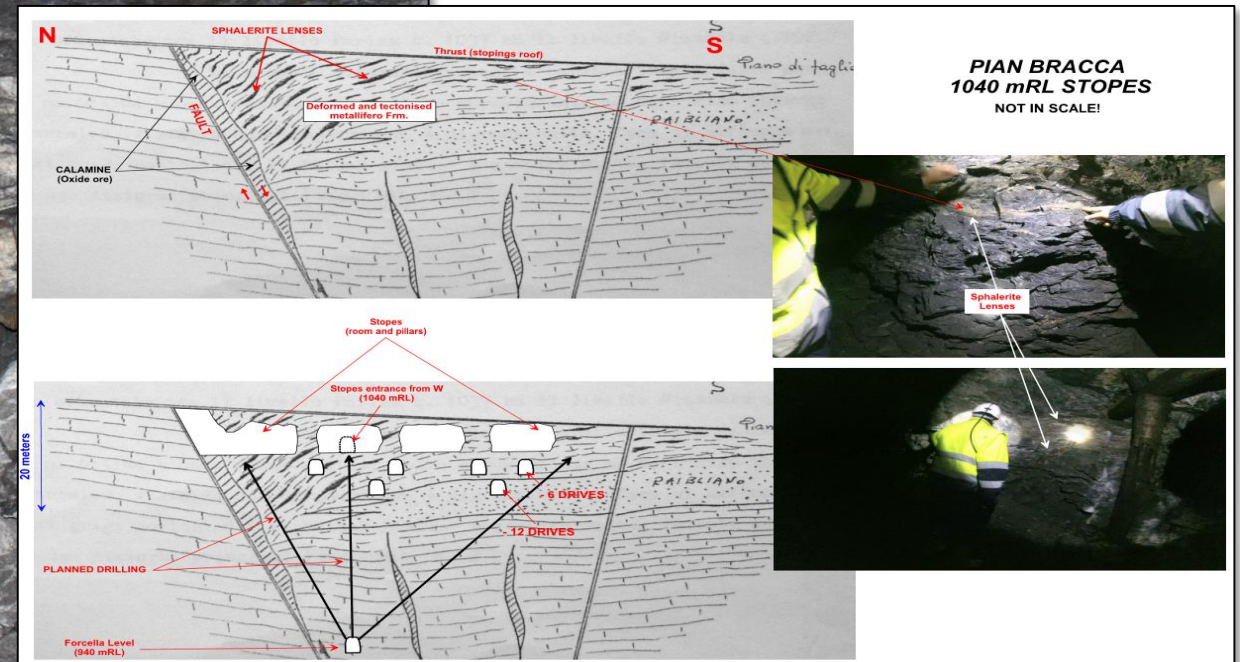 N
SPHALERITE LENSES
Thrust (stopings roof)
S
Piano di taglio
Deformed and tectonised
metallifero Frm.
FAULT
RAIBLIANO
CALAMINE
(Oxide ore)
PIAN BRACCA
1040 mRL STOPES
NOT IN SCALE!
Sphalerite
Lenses
Stopes
(room and pillars)
Stopes entrance from W
(1040 mRL)
S
Piano
20 meters
RAIBLIANO
- 6 DRIVES
- 12 DRIVES
PLANNED DRILLING
Forcella Level
(940 mRL)